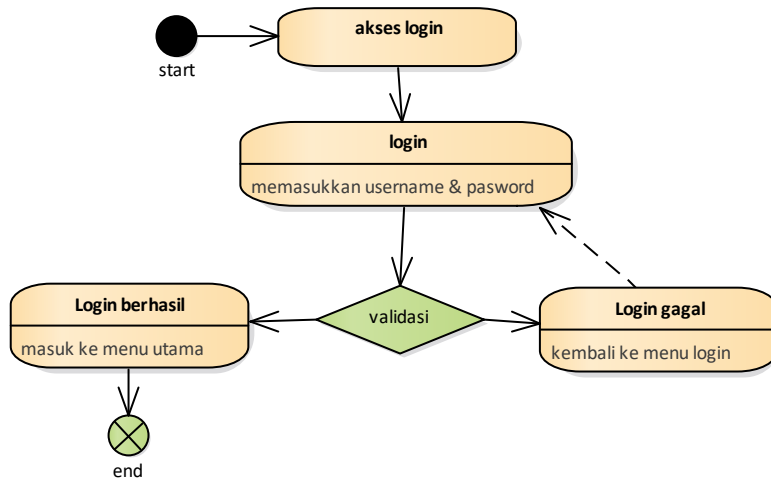 akses login
start
login
memasukkan username & pasword
validasi
Login berhasil
masuk ke menu utama
Login gagal
kembali ke menu login
end